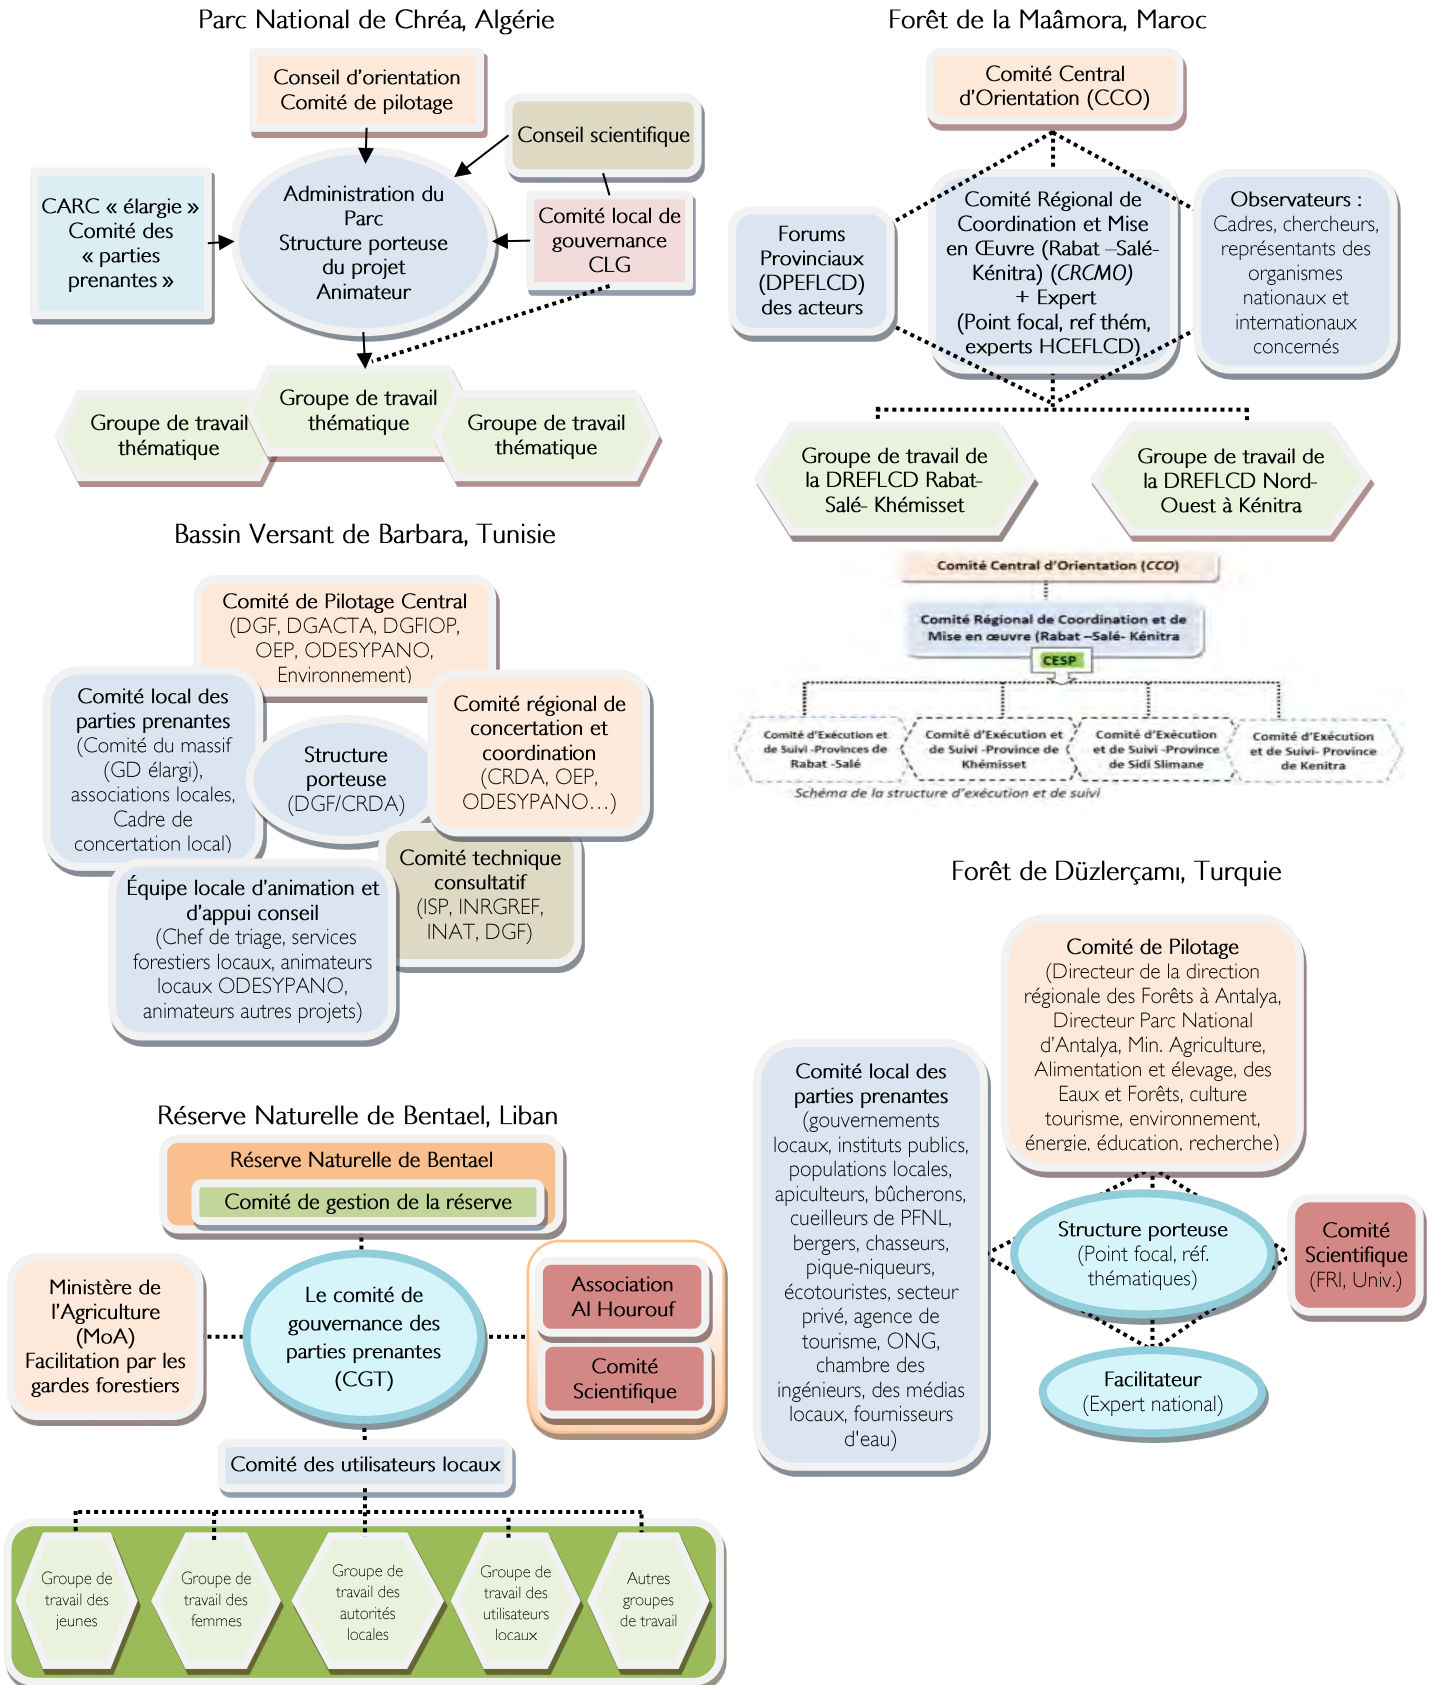 Parc National de Chréa, Algérie
Conseil d'orientation
Comité de pilotage
Conseil scientifique
CARC « élargie »
Comité des
« parties
prenantes »
Administration du
Parc
Structure porteuse
du projet
Animateur
Comité local de
gouvernance
CLG
Groupe de travail
thématique
Groupe de travail
thématique
Groupe de travail
thématique
Forêt de la Maâmora, Maroc
Comité Central
d'Orientation (CCO)
Forums
Provinciaux
(DPEFLCD)
des acteurs
Comité Régional de
Coordination et Mise
en Œuvre (Rabat –Salé-
Kénitra) (CRCMO)
+ Expert
(Point focal, ref thém,
experts HCEFLCD)
Observateurs :
Cadres, chercheurs,
représentants des
organismes
nationaux et
internationaux
concernés
Groupe de travail de
la DREFLCD Rabat-
Salé- Khémisset
Groupe de travail de
la DREFLCD Nord-
Ouest à Kénitra
Comité Central d'Orientation (CCO)
Comité Régional de Coordination et de
Mise en œuvre (Rabat –Salé- Kénitra
CESP
Comité d'Exécution et
de Suivi -Provinces de
Rabat -Salé
Comité d'Exécution et
de Suivi -Province de
Khémisset
Comité d'Exécution
et de Suivi -Province
de Sidi Slimane
Comité d'Exécution
et de Suivi- Province
de Kenitra
Schéma de la structure d'exécution et de suivi
Bassin Versant de Barbara, Tunisie
Comité de Pilotage Central
(DGF, DGACTA, DGFIOP,
OEP, ODESYPANO,
Environnement)
Comité local des
parties prenantes
(Comité du massif
(GD élargi),
associations locales,
Cadre de
concertation local)
Structure
porteuse
(DGF/CRDA)
Comité régional de
concertation et
coordination
(CRDA, OEP,
ODESYPANO…)
Comité technique
consultatif
(ISP, INRGREF,
INAT, DGF)
Équipe locale d'animation et
d'appui conseil
(Chef de triage, services
forestiers locaux, animateurs
locaux ODESYPANO,
animateurs autres projets)
Forêt de Düzlerçamı, Turquie
Comité de Pilotage
(Directeur de la direction
régionale des Forêts à Antalya,
Directeur Parc National
d'Antalya, Min. Agriculture,
Alimentation et élevage, des
Eaux et Forêts, culture
tourisme, environnement,
énergie, éducation, recherche)
Comité local des
parties prenantes
(gouvernements
locaux, instituts publics,
populations locales,
apiculteurs, bûcherons,
cueilleurs de PFNL,
bergers, chasseurs,
pique-niqueurs,
écotouristes, secteur
privé, agence de
tourisme, ONG,
chambre des
ingénieurs, des médias
locaux, fournisseurs
d'eau)
Structure porteuse
(Point focal, réf.
thématiques)
Comité
Scientifique
(FRI, Univ.)
Facilitateur
(Expert national)
Réserve Naturelle de Bentael, Liban
Réserve Naturelle de Bentael
Comité de gestion de la réserve
Ministère de
l'Agriculture
(MoA)
Facilitation par les
gardes forestiers
Le comité de
gouvernance des
parties prenantes
(CGT)
Association
Al Hourouf
Comité
Scientifique
Comité des utilisateurs locaux
Groupe de
travail des
jeunes
Groupe de
travail des
femmes
Groupe de
travail des
autorités
locales
Groupe de
travail des
utilisateurs
locaux
Autres
groupes
de travail